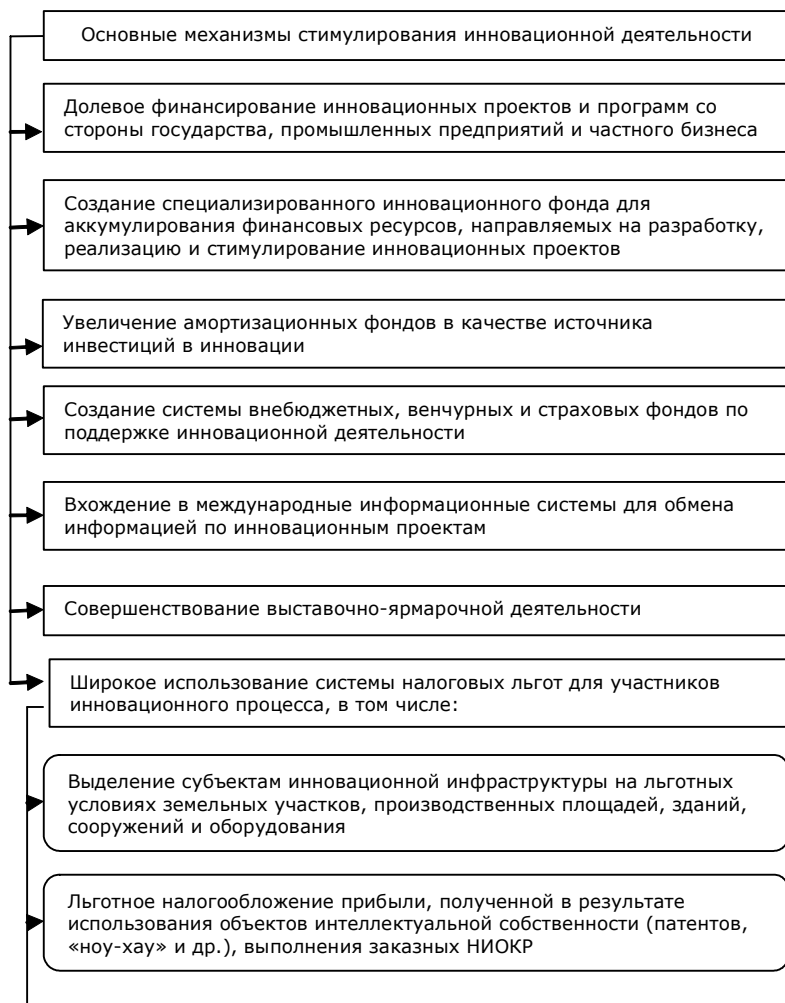 Основные механизмы стимулирования инновационной деятельности
Долевое финансирование инновационных проектов и программ со
стороны государства, промышленных предприятий и частного бизнеса
Создание специализированного инновационного фонда для
аккумулирования финансовых ресурсов, направляемых на разработку,
реализацию и стимулирование инновационных проектов
Увеличение амортизационных фондов в качестве источника
инвестиций в инновации
Создание системы внебюджетных, венчурных и страховых фондов по
поддержке инновационной деятельности
Вхождение в международные информационные системы для обмена
информацией по инновационным проектам
Совершенствование выставочно-ярмарочной деятельности
Широкое использование системы налоговых льгот для участников
инновационного процесса, в том числе:
Выделение субъектам инновационной инфраструктуры на льготных
условиях земельных участков, производственных площадей, зданий,
сооружений и оборудования
Льготное налогообложение прибыли, полученной в результате
использования объектов интеллектуальной собственности (патентов,
«ноу-хау» и др.), выполнения заказных НИОКР